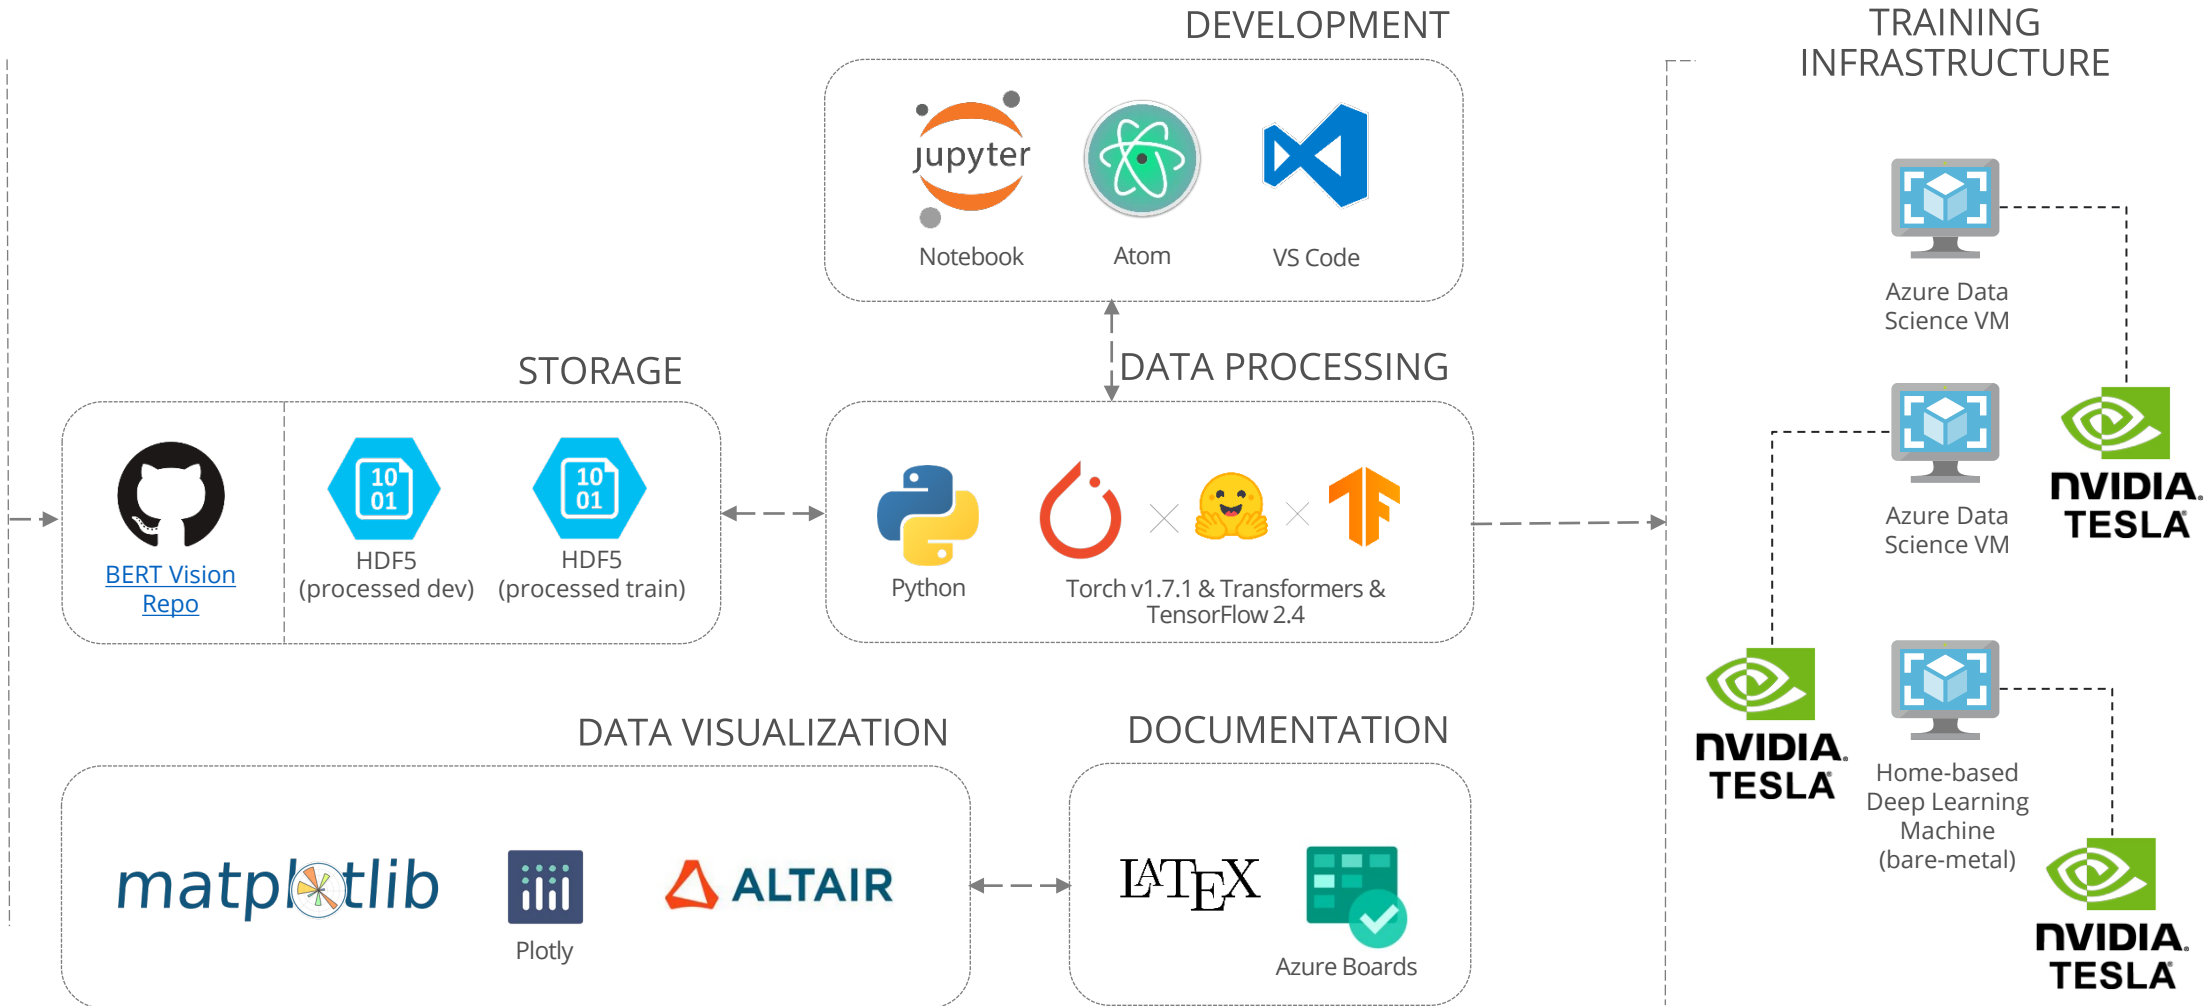 DEVELOPMENT
jupyter
Notebook
Atom
VS Code
TRAINING
INFRASTRUCTURE
Azure Data
Science VM
Azure Data
Science VM
NVIDIA.
TESLA
NVIDIA.
TESLA
Home-based
Deep Learning
Machine
(bare-metal)
NVIDIA.
TESLA
STORAGE
BERT Vision
Repo
10
01
HDF5
(processed dev)
10
01
HDF5
(processed train)
DATA PROCESSING
Python
TF
Torch v1.7.1 & Transformers &
TensorFlow 2.4
DATA VISUALIZATION
matplotlib
Plotly
ALTAIR
DOCUMENTATION
LATEX
Azure Boards